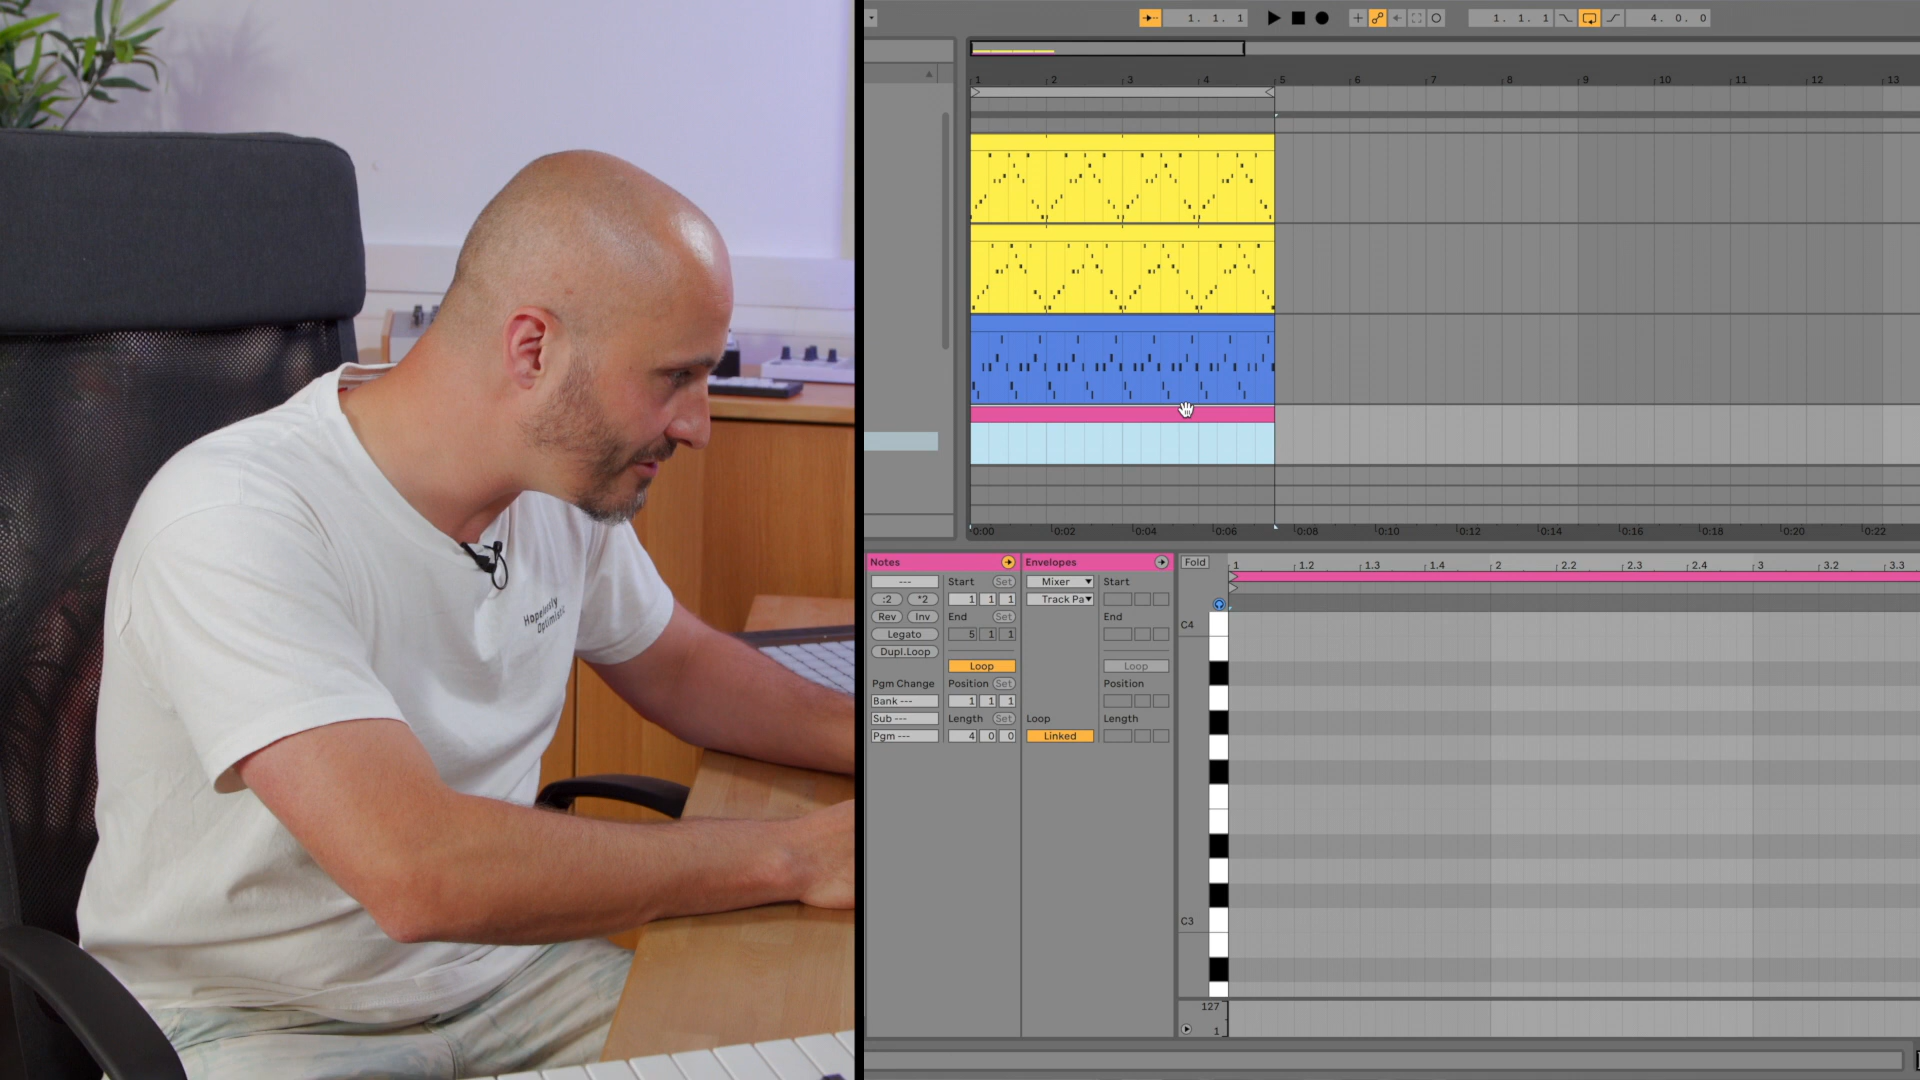 Hopelessly
Optimistic
1. 1. 1
1. 1. 1
4. 0. 0
1 2 3 4 5 6 7 8 9 10 11 12 13
0:00 0:02 0:04 0:06 0:08 0:10 0:12 0:14 0:16 0:18 0:20 0:22
Notes
---
:2 *2
Rev Inv
Legato
Dupl.Loop
Pgm Change
Bank ---
Sub ---
Pgm ---
Start Set
1 1 1
End Set
5 1 1
Loop
Position Set
1 1 1
Length Set
4 0 0
Envelopes
Mixer
Track Pa
Loop
Linked
Start
End
Loop
Position
Length
Fold
1 1.2 1.3 1.4 2 2.2 2.3 2.4 3 3.2 3.3
C4
C3
127
1